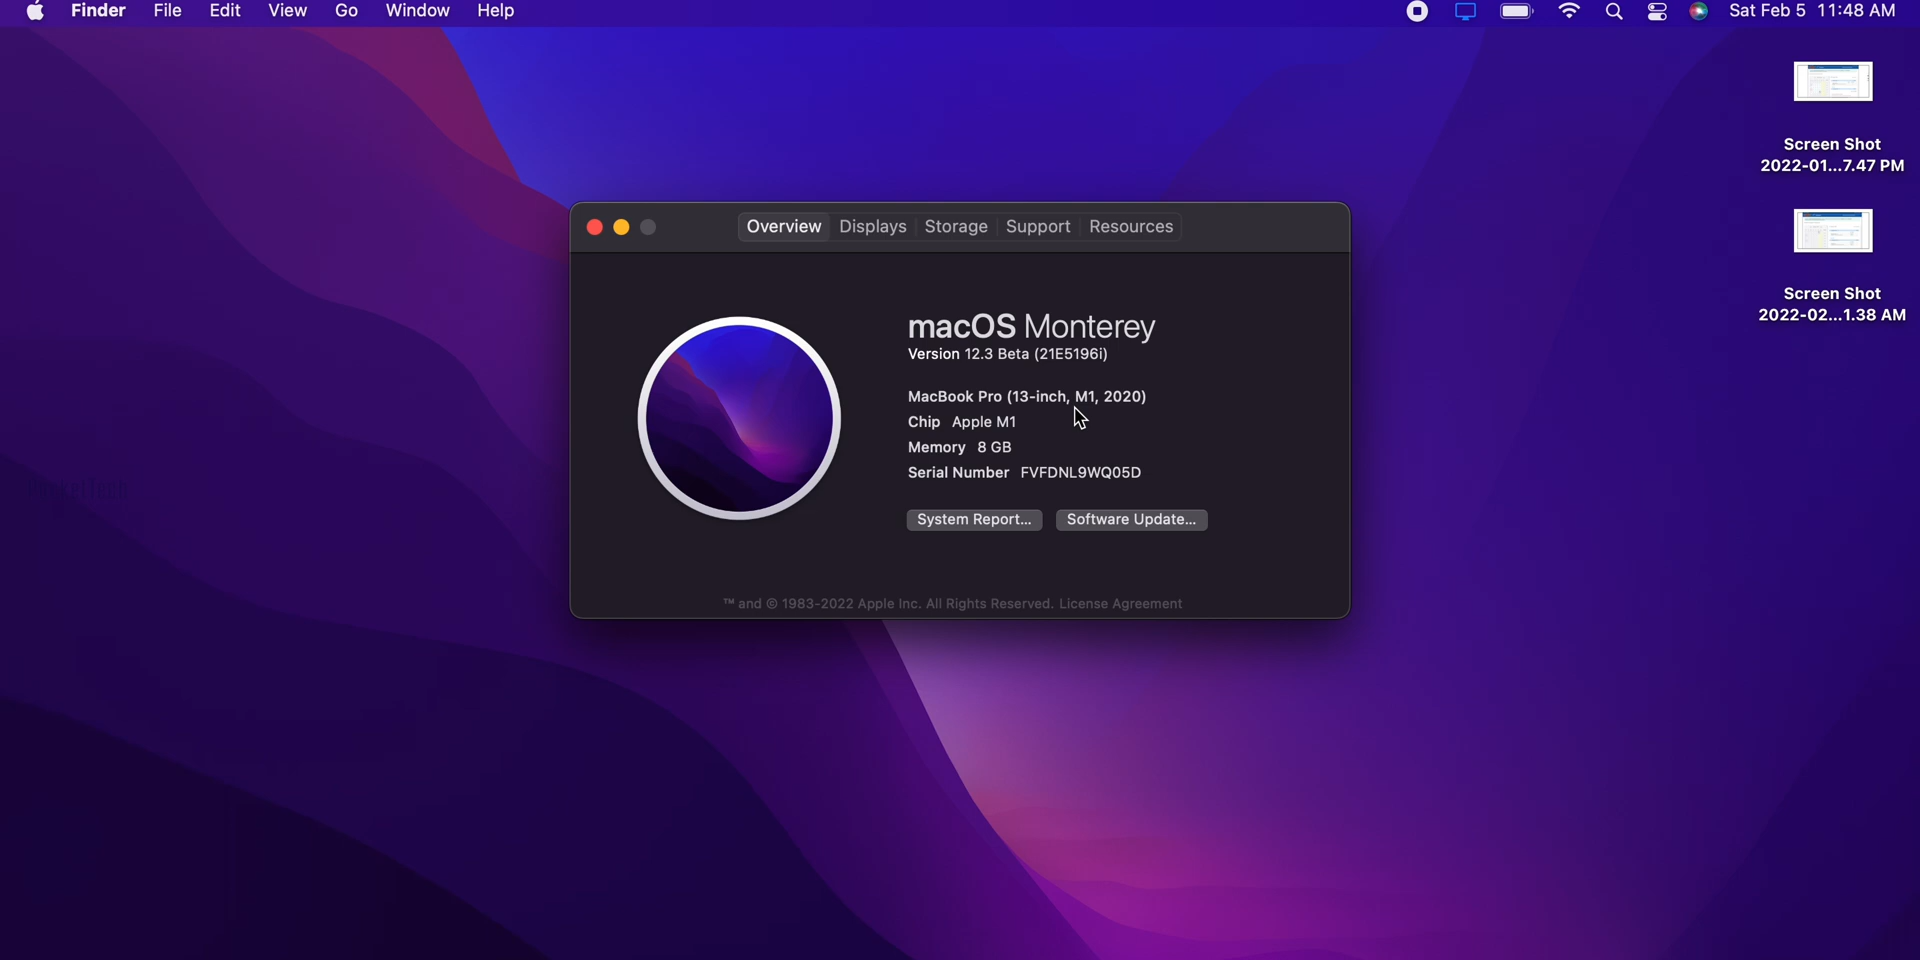 Finder File Edit View Go Window Help Sat Feb 5 11:48 AM
Screen Shot
2022-01...7.47 PM
Screen Shot
2022-02...1.38 AM
Overview Displays Storage Support Resources
macOS Monterey
Version 12.3 Beta (21E5196i)
MacBook Pro (13-inch, M1, 2020)
Chip Apple M1
Memory 8 GB
Serial Number FVFDNL9WQ05D
System Report... Software Update...
™ and © 1983-2022 Apple Inc. All Rights Reserved. License Agreement